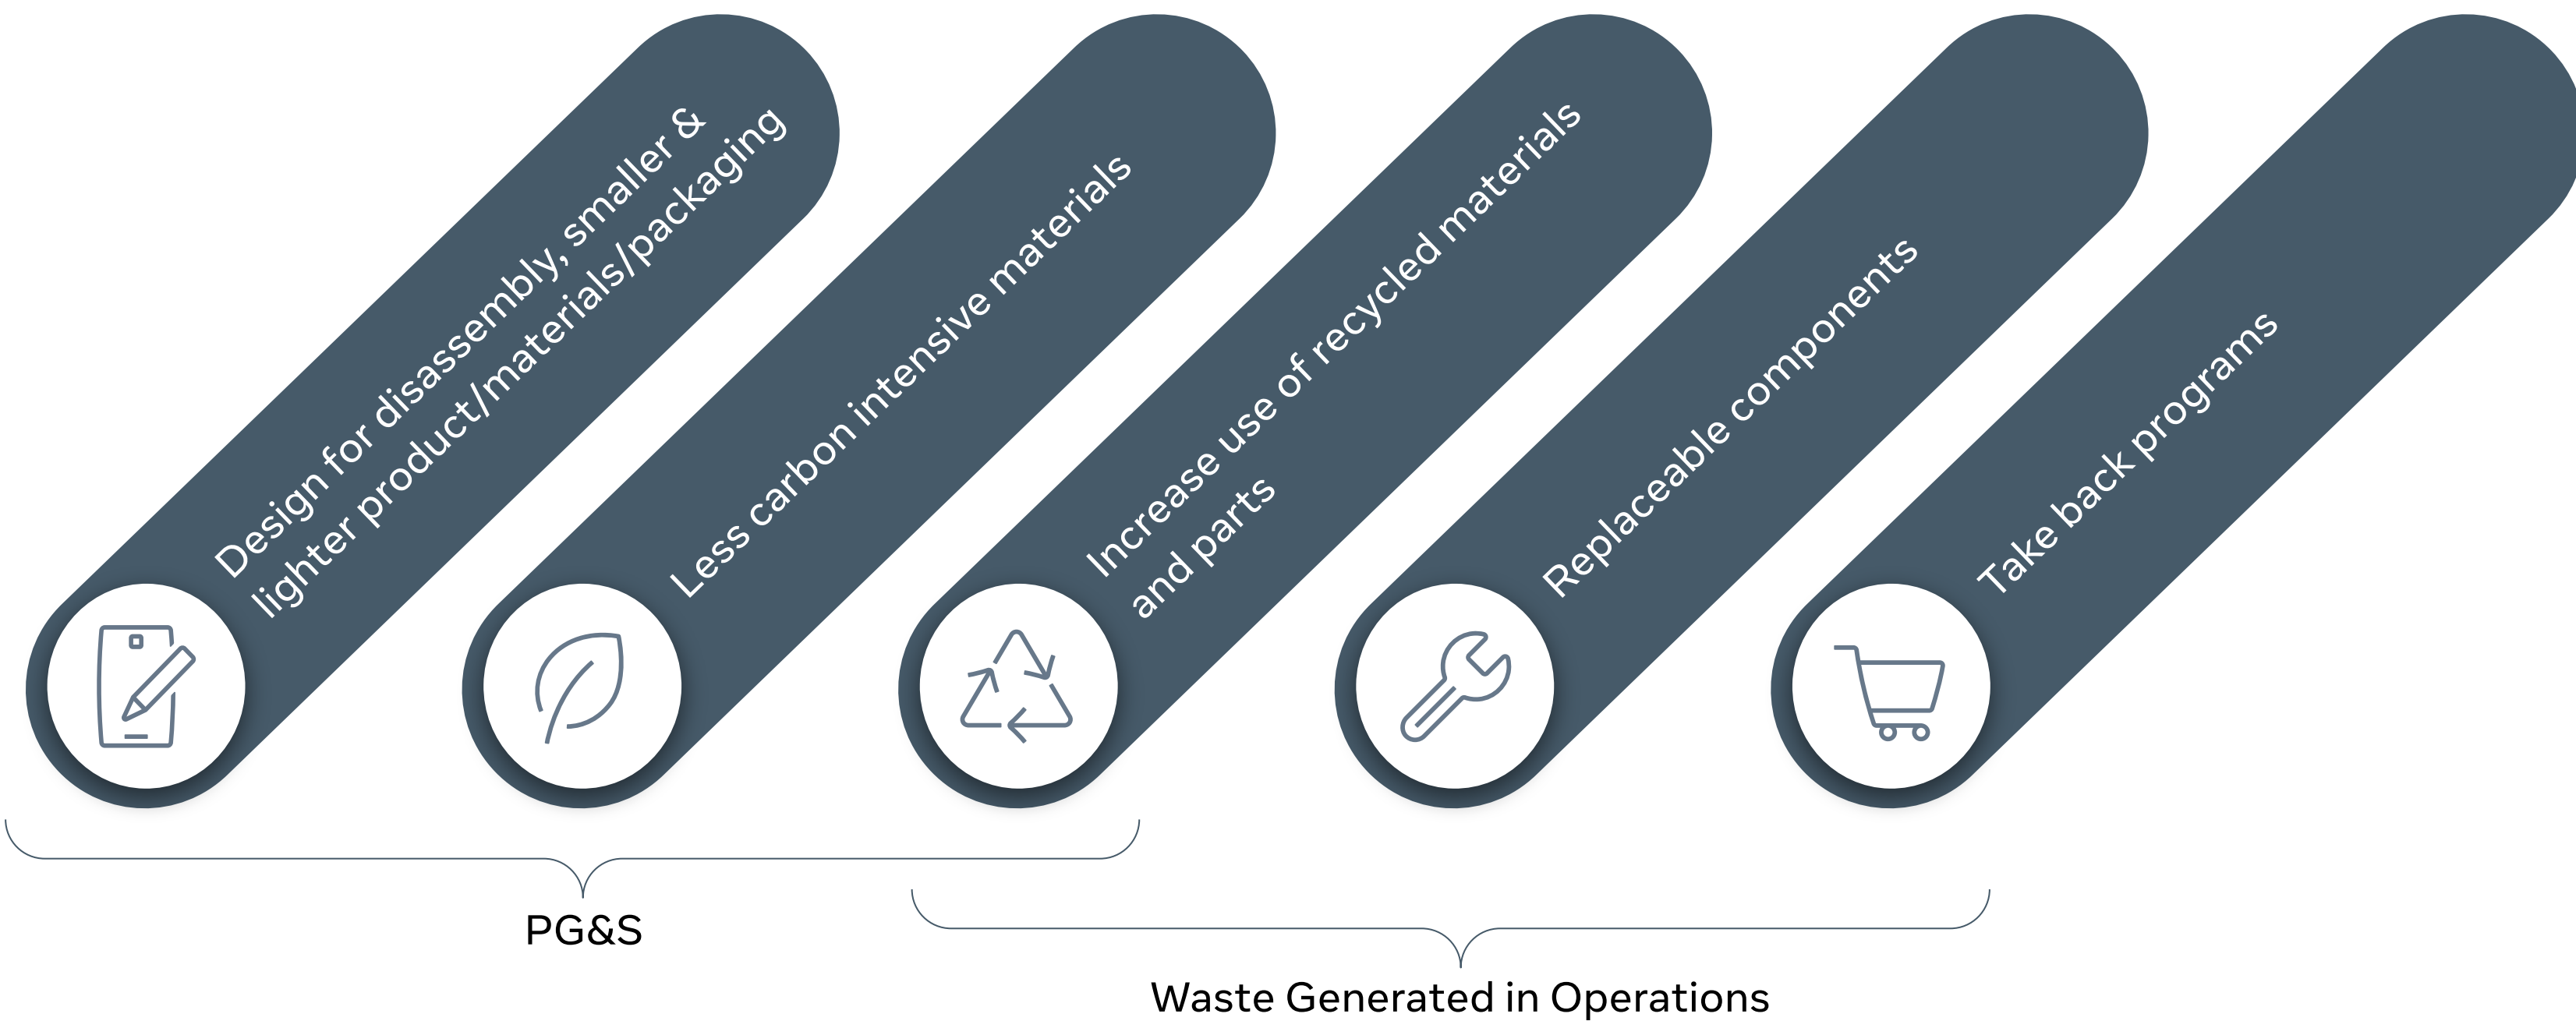 Design for disassembly, smaller &
lighter product/materials/packaging
Less carbon intensive materials
Increase use of recycled materials
and parts
Replaceable components
Take back programs
PG&S
Waste Generated in Operations